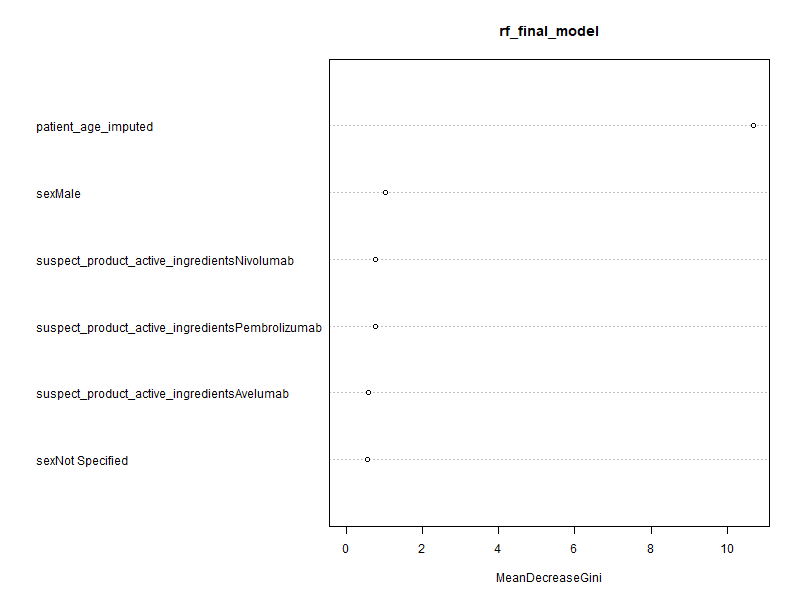 rf_final_model
patient_age_imputed
sexMale
suspect_product_active_ingredientsNivolumab
suspect_product_active_ingredientsPembrolizumab
suspect_product_active_ingredientsAvelumab
sexNot Specified
0 2 4 6 8 10
MeanDecreaseGini